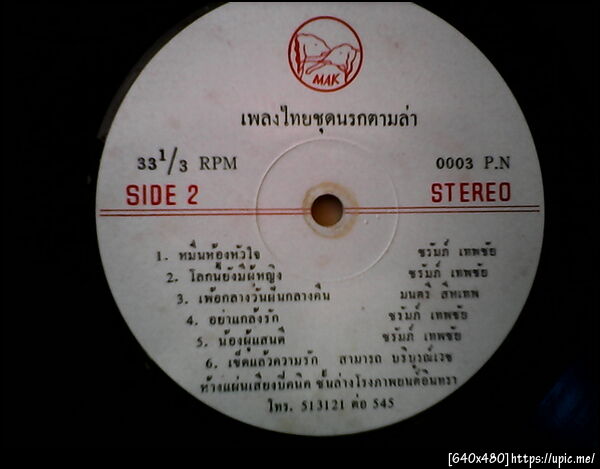 MAK
เพลงไทยชุดนรกตามล่า
33 1/3 RPM 0003 P.N
SIDE 2 STEREO
1. หมื่นห้องหัวใจ ชรัมภ์ เทพชัย
2. โลกนี้ยังมีผู้หญิง ชรัมภ์ เทพชัย
3. เพ้อกลางวันฝันกลางคืน มนตรี สีหเทพ
4. อย่าแกล้งรัก ชรัมภ์ เทพชัย
5. น้องผู้แสนดี ชรัมภ์ เทพชัย
6. เข็ดแล้วความรัก สามารถ บริบูรณ์เวช
ห้างแผ่นเสียงบีคนิค ชั้นล่างโรงภาพยนต์อินทรา
โทร. 513121 ต่อ 545
[640x480]https://upic.me/